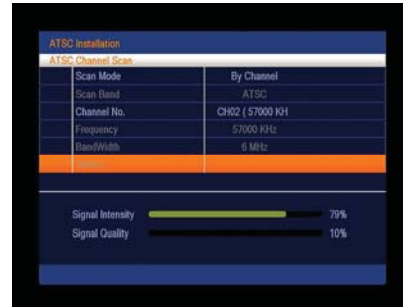 ATSC Installation
ATSC Channel Scan
Scan Mode By Channel
Scan Band ATSC
Channel No. CH02 ( 57000 KH
Frequency 57000 KHz
BandWidth 6 MHz
Signal Intensity 79%
Signal Quality 10%